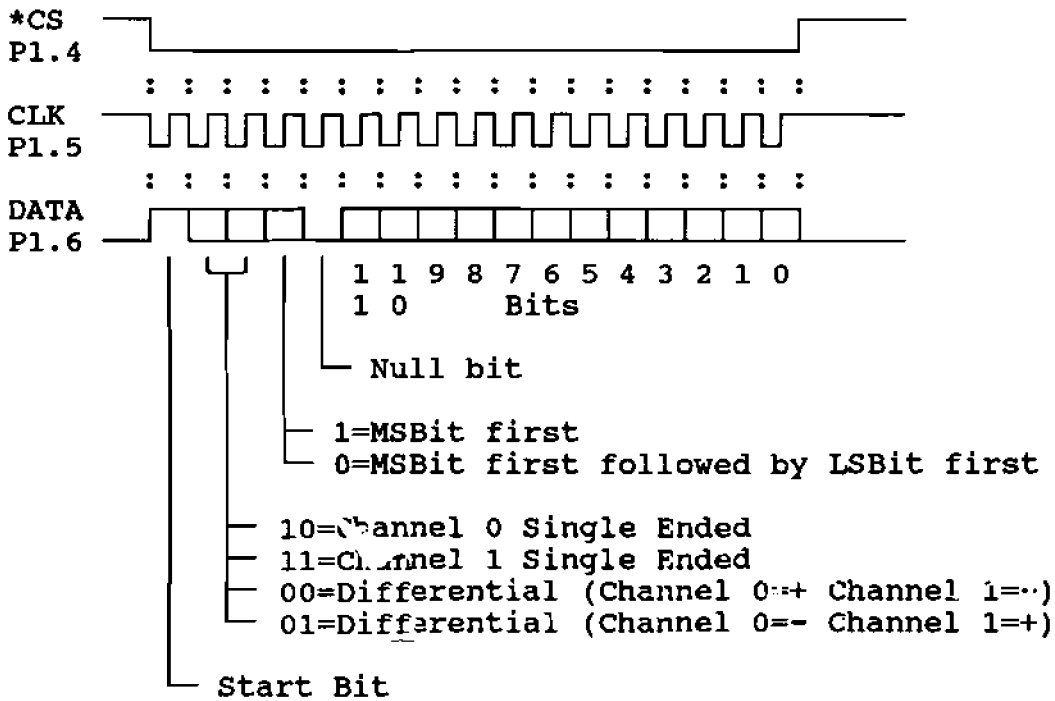 *CS
P1.4
: : : : : : : : : : : : : : : : : :
CLK
P1.5
: : : : : : : : : : : : : : : : : :
DATA
P1.6
1 1 9 8 7 6 5 4 3 2 1 0
1 0 Bits
Null bit
1=MSBit first
0=MSBit first followed by LSBit first
10=Channel 0 Single Ended
11=Channel 1 Single Ended
00=Differential (Channel 0=+ Channel 1=-)
01=Differential (Channel 0=- Channel 1=+)
Start Bit